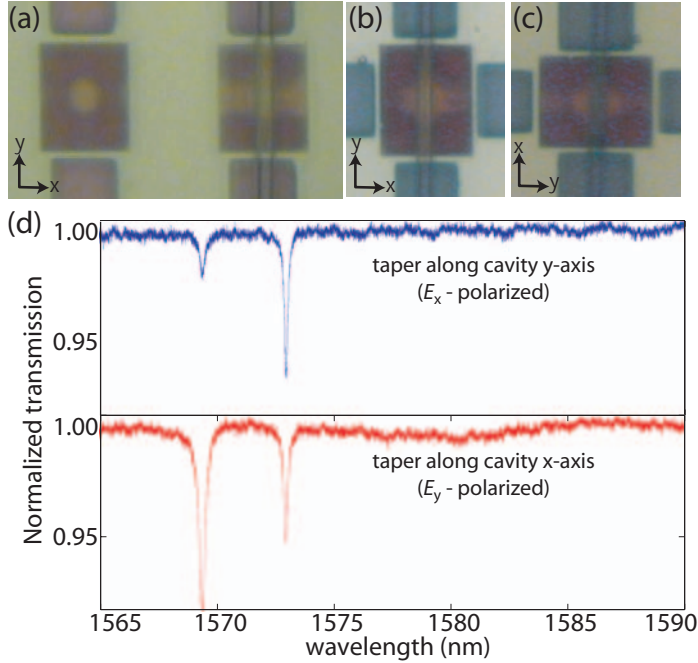 (a)
(b)
(c)
y
x
y
x
x
y
(d)
1.00
taper along cavity y-axis
(Ex - polarized)
0.95
1.00
taper along cavity x-axis
(Ey - polarized)
0.95
Normalized transmission
1565
1570
1575
1580
1585
1590
wavelength (nm)